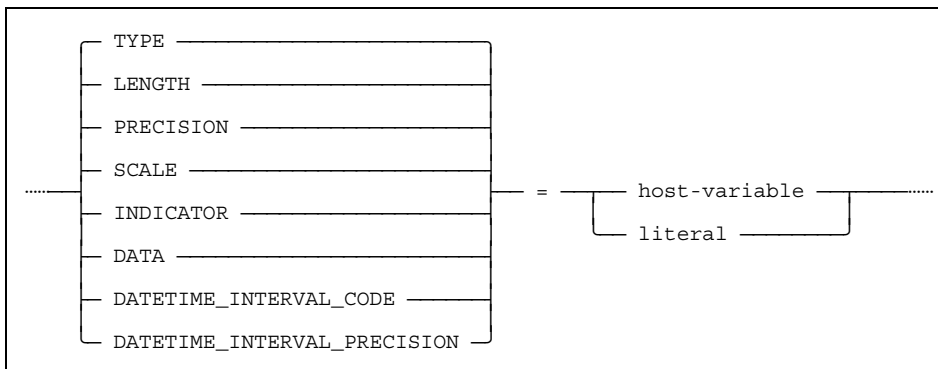 TYPE
LENGTH
PRECISION
SCALE
= host-variable
INDICATOR
literal
DATA
DATETIME_INTERVAL_CODE
DATETIME_INTERVAL_PRECISION